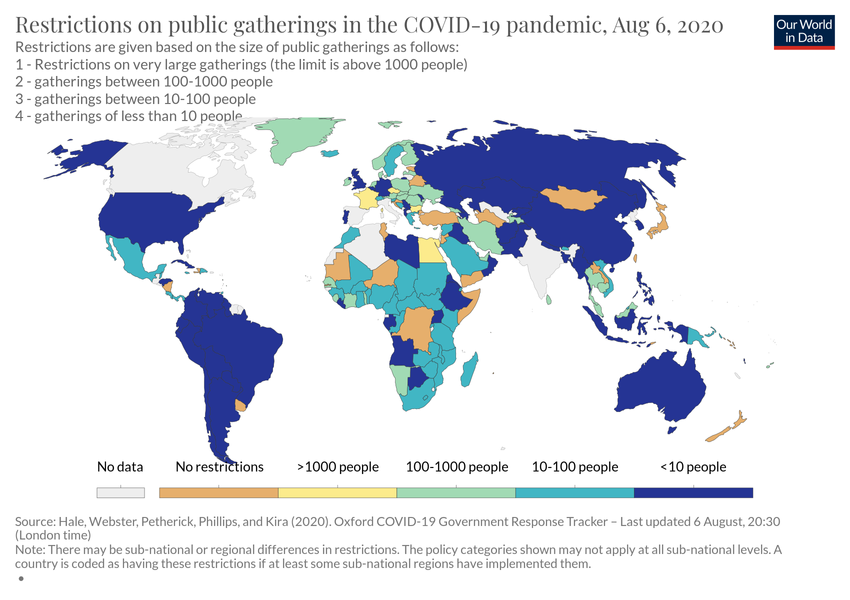 Restrictions on public gatherings in the COVID-19 pandemic, Aug 6, 2020
Our World
in Data
Restrictions are given based on the size of public gatherings as follows:
1 - Restrictions on very large gatherings (the limit is above 1000 people)
2 - gatherings between 100-1000 people
3 - gatherings between 10-100 people
4 - gatherings of less than 10 people
No data
No restrictions
>1000 people
100-1000 people
10-100 people
<10 people
Source: Hale, Webster, Petherick, Phillips, and Kira (2020). Oxford COVID-19 Government Response Tracker – Last updated 6 August, 20:30
(London time)
Note: There may be sub-national or regional differences in restrictions. The policy categories shown may not apply at all sub-national levels. A
country is coded as having these restrictions if at least some sub-national regions have implemented them.